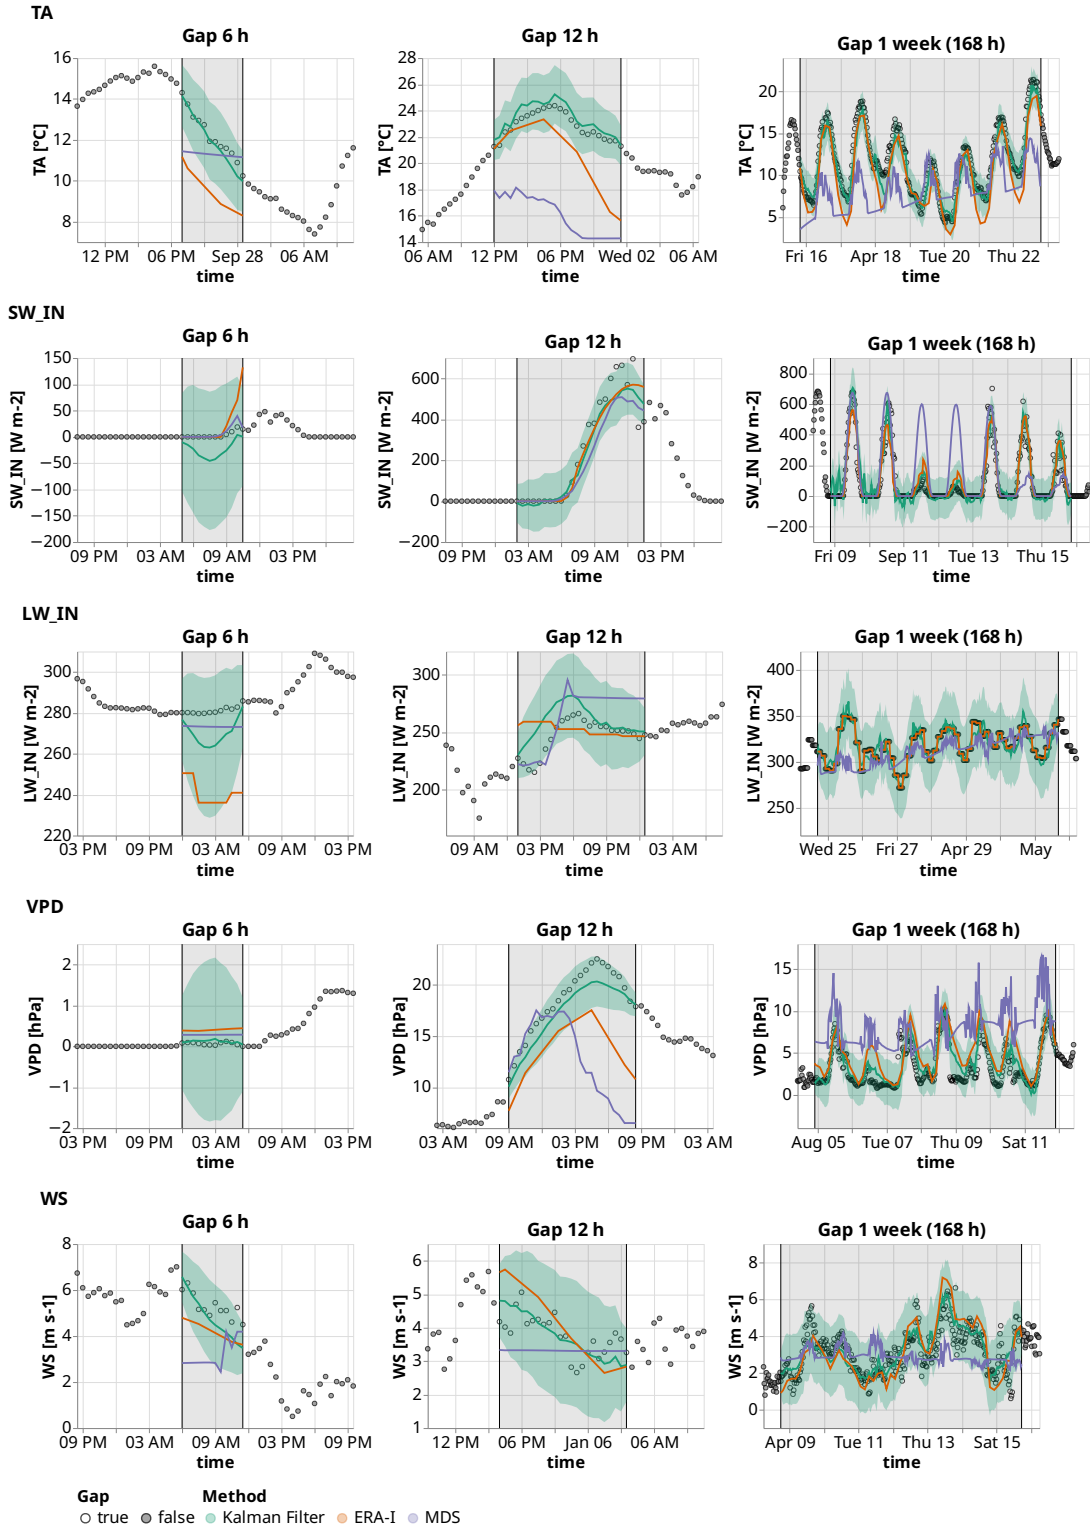 TA
Gap 6 h
Gap 12 h
Gap 1 week (168 h)
TA [°C]
16
14
12
10
8
12 PM
06 PM
Sep 28
06 AM
time
TA [°C]
28
26
24
22
20
18
16
14
06 AM
12 PM
06 PM
Wed 02
06 AM
time
TA [°C]
20
15
10
5
Fri 16
Apr 18
Tue 20
Thu 22
time
SW_IN
Gap 6 h
Gap 12 h
Gap 1 week (168 h)
SW_IN [W m-2]
150
100
50
0
−50
−100
−150
−200
09 PM
03 AM
09 AM
03 PM
time
SW_IN [W m-2]
600
400
200
0
−200
09 PM
03 AM
09 AM
03 PM
time
SW_IN [W m-2]
800
600
400
200
0
−200
Fri 09
Sep 11
Tue 13
Thu 15
time
LW_IN
Gap 6 h
Gap 12 h
Gap 1 week (168 h)
LW_IN [W m-2]
300
280
260
240
220
03 PM
09 PM
03 AM
09 AM
03 PM
time
LW_IN [W m-2]
300
250
200
09 AM
03 PM
09 PM
03 AM
time
LW_IN [W m-2]
400
350
300
250
Wed 25
Fri 27
Apr 29
May
time
VPD
Gap 6 h
Gap 12 h
Gap 1 week (168 h)
VPD [hPa]
2
1
0
−1
−2
03 PM
09 PM
03 AM
09 AM
03 PM
time
VPD [hPa]
20
15
10
03 AM
09 AM
03 PM
09 PM
03 AM
time
VPD [hPa]
15
10
5
0
Aug 05
Tue 07
Thu 09
Sat 11
time
WS
Gap 6 h
Gap 12 h
Gap 1 week (168 h)
WS [m s-1]
8
6
4
2
0
09 PM
03 AM
09 AM
03 PM
09 PM
time
WS [m s-1]
6
5
4
3
2
1
12 PM
06 PM
Jan 06
06 AM
time
WS [m s-1]
8
6
4
2
0
Apr 09
Tue 11
Thu 13
Sat 15
time
Gap
true
false
Method
Kalman Filter
ERA-I
MDS